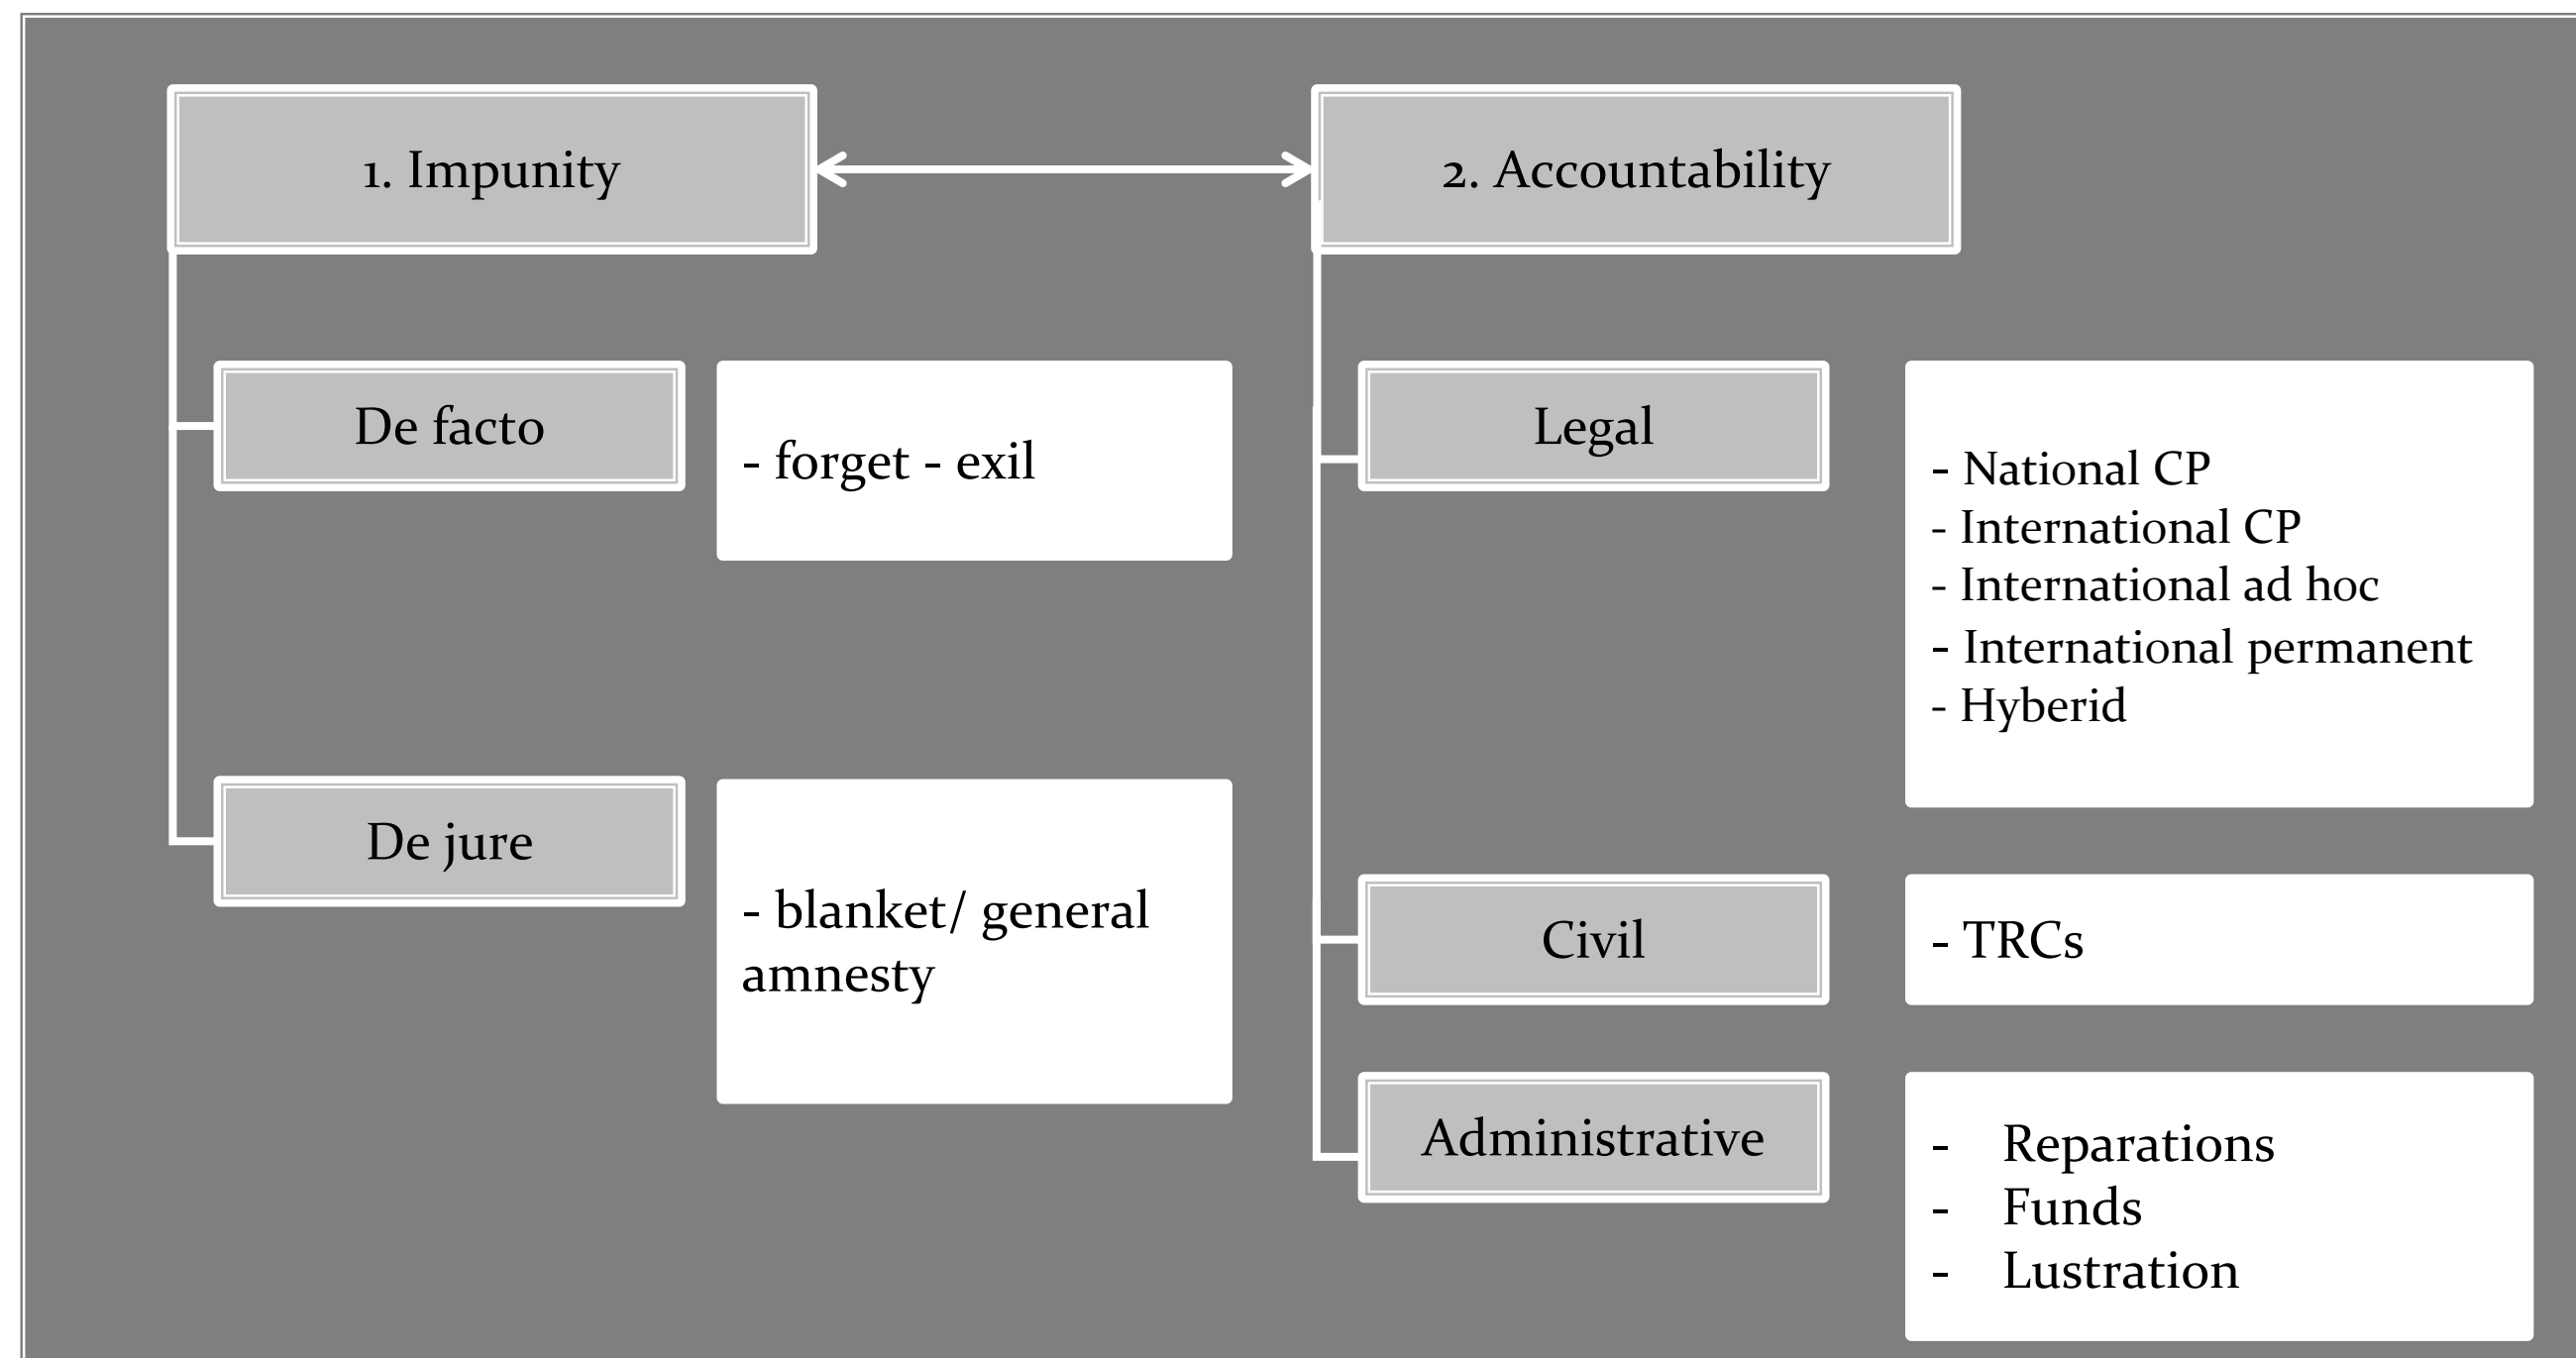 1. Impunity
De facto
- forget - exil
De jure
- blanket/ general
amnesty
2. Accountability
Legal
- National CP
- International CP
- International ad hoc
- International permanent
- Hyberid
Civil
- TRCs
Administrative
- Reparations
- Funds
- Lustration